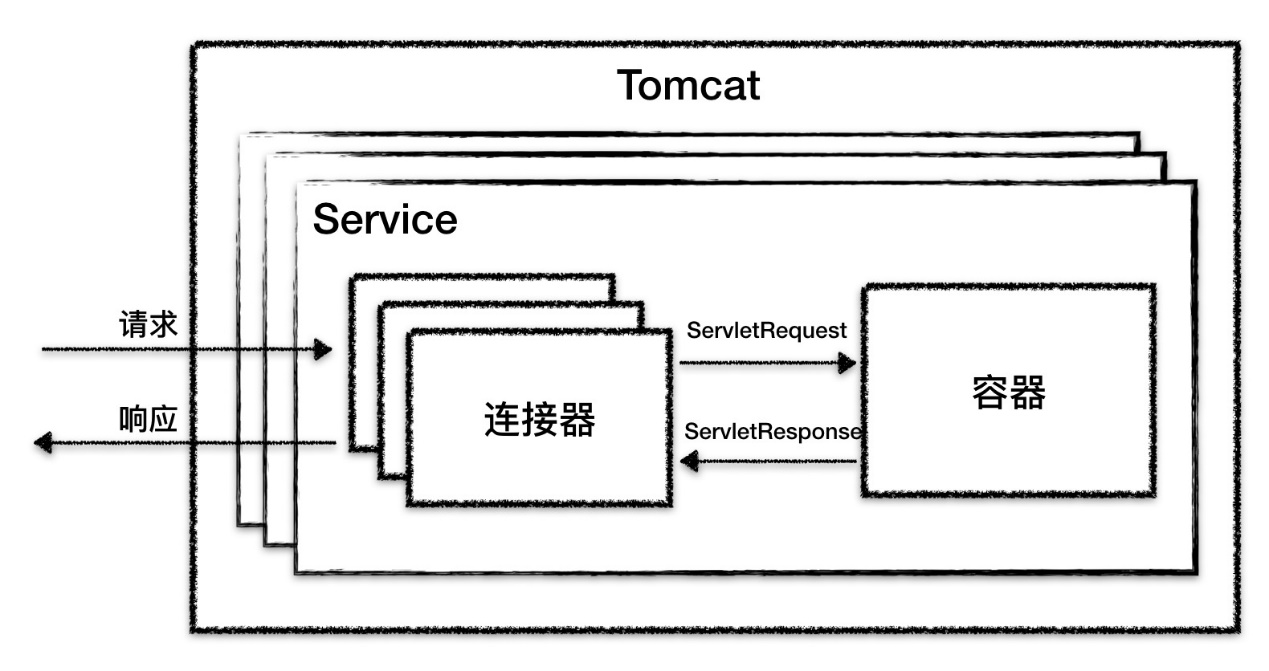 Tomcat
Service
请求
响应
连接器
ServletRequest
ServletResponse
容器